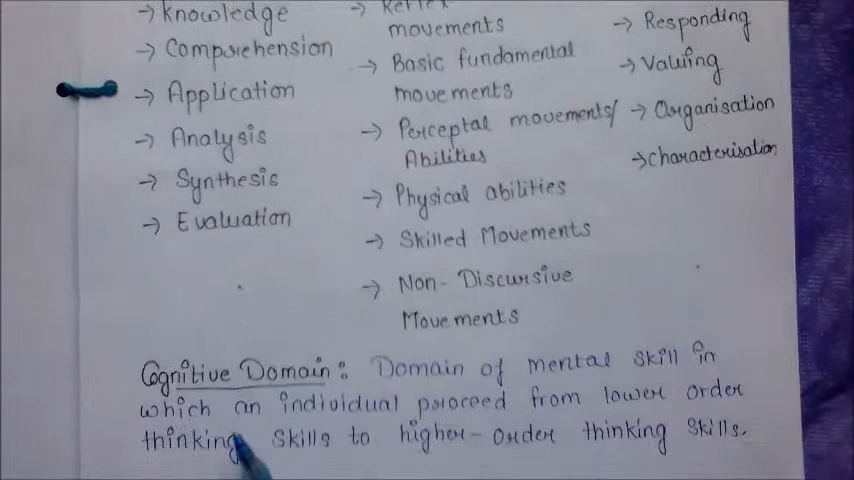 → Knowledge
→ Comprehension
→ Application
→ Analysis
→ Synthesis
→ Evaluation
→ Reflex
movements
→ Basic fundamental
movements
→ Perceptal movements/
Abilities
→ Physical abilities
→ Skilled Movements
→ Non-Discursive
Movements
→ Responding
→ Valuing
→ Organisation
→ characterisation
Cognitive Domain: Domain of mental skill in
which an individual proceed from lower order
thinking skills to higher-order thinking skills.